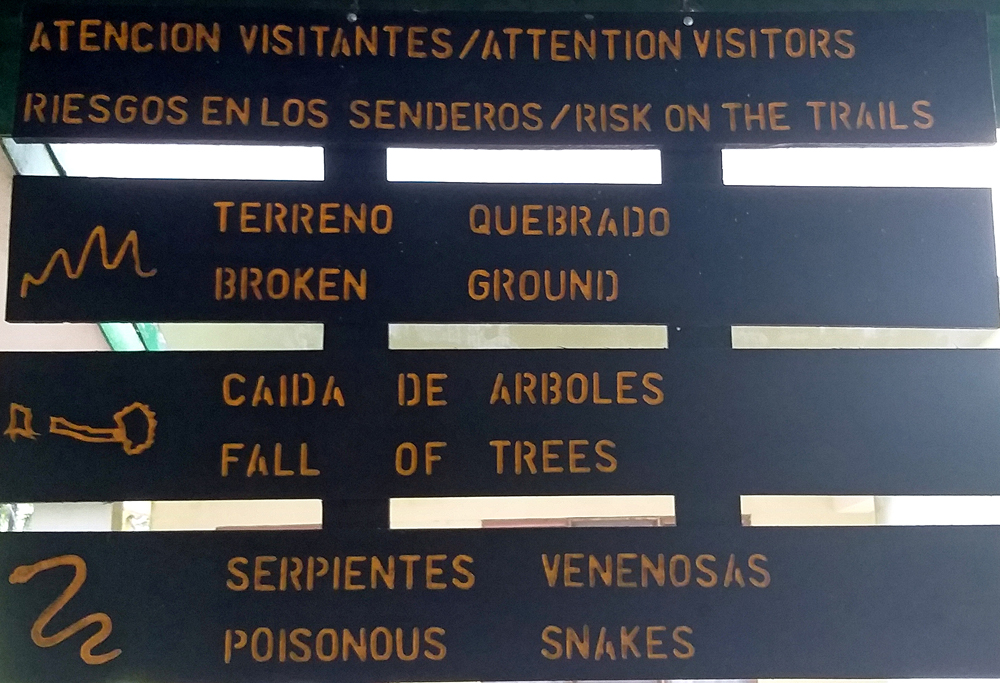 ATENCION VISITANTES/ATTENTION VISITORS
RIESGOS EN LOS SENDEROS/RISK ON THE TRAILS
TERRENO QUEBRADO
BROKEN GROUND
CAIDA DE ARBOLES
FALL OF TREES
SERPIENTES VENENOSAS
POISONOUS SNAKES